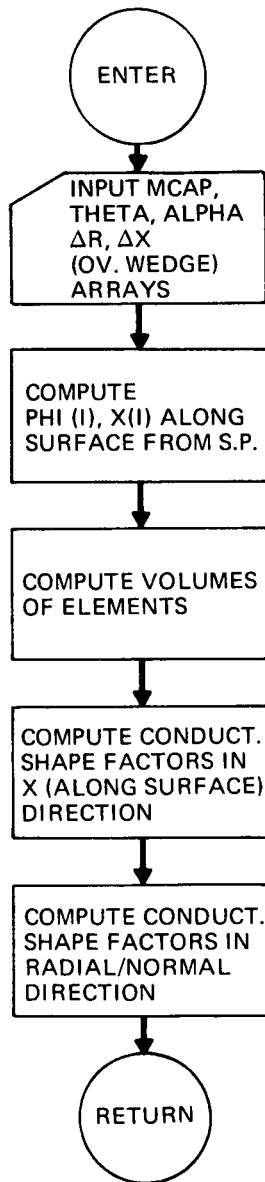 ENTER
INPUT MCAP,
THETA, ALPHA
ΔR, ΔX
(OV. WEDGE)
ARRAYS
COMPUTE
PHI (I), X(I) ALONG
SURFACE FROM S.P.
COMPUTE VOLUMES
OF ELEMENTS
COMPUTE CONDUCT.
SHAPE FACTORS IN
X (ALONG SURFACE)
DIRECTION
COMPUTE CONDUCT.
SHAPE FACTORS IN
RADIAL/NORMAL
DIRECTION
RETURN